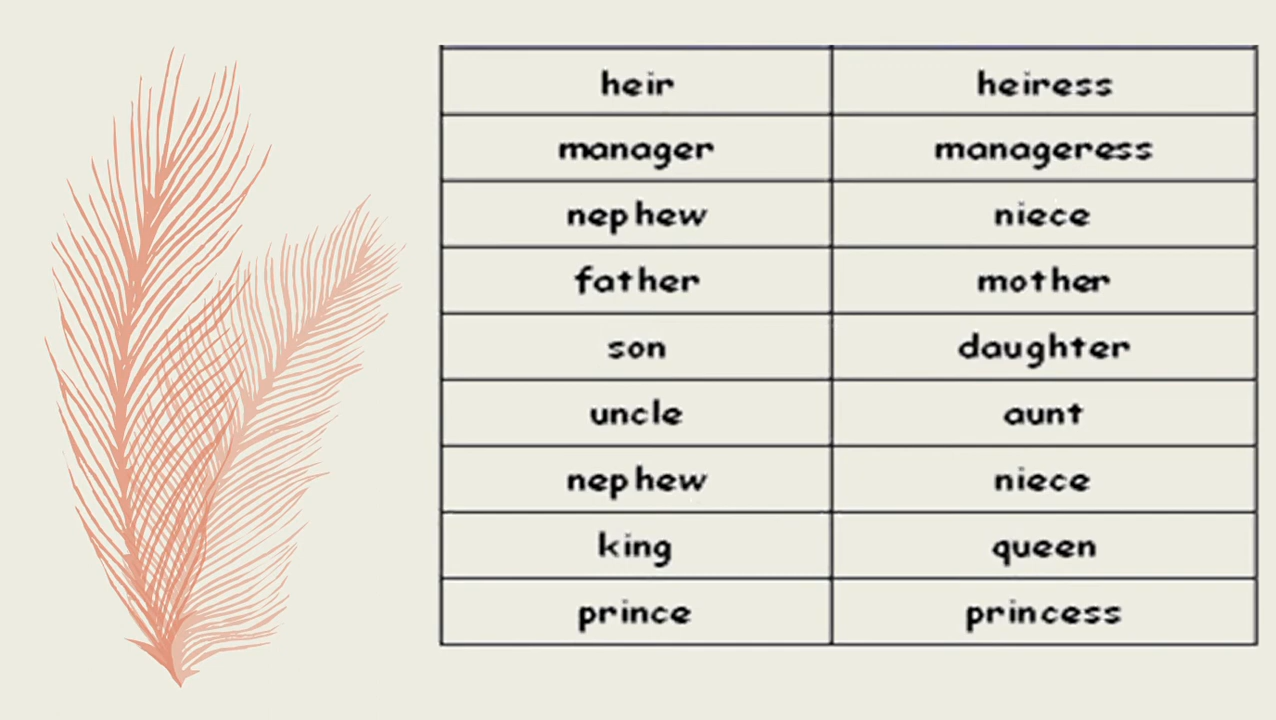 heir heiress
manager manageress
nephew niece
father mother
son daughter
uncle aunt
nephew niece
king queen
prince princess